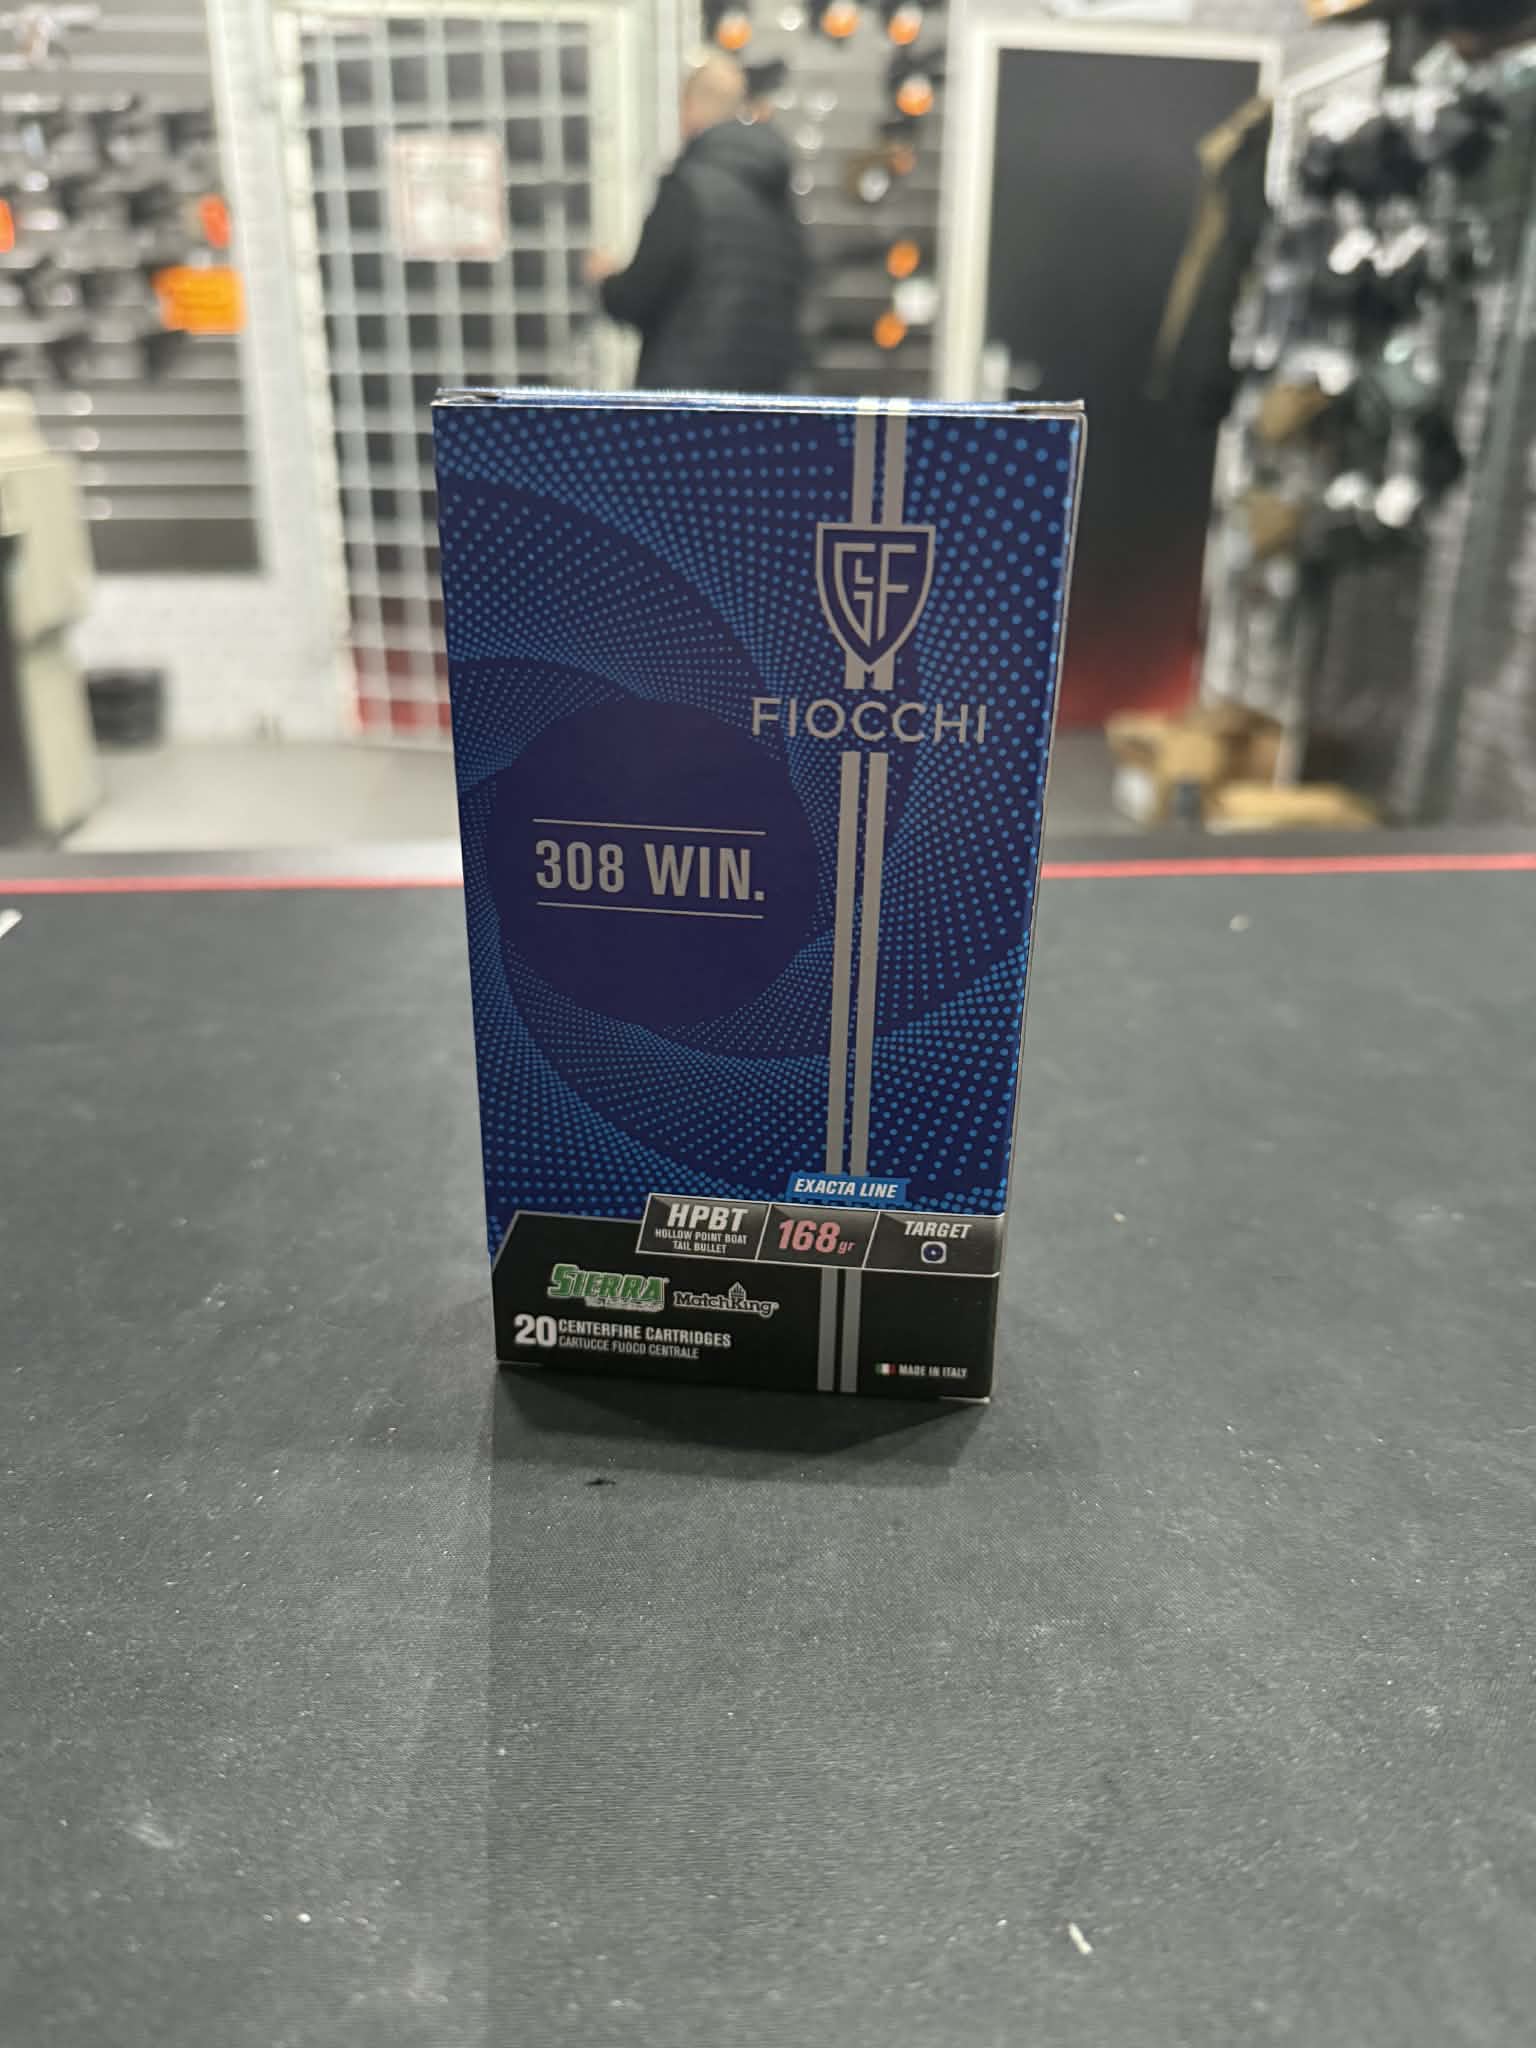 GLF
M
FIOCCHI
308 WIN.
EXACTA LINE
HPBT
HOLLOW POINT BOAT
TAIL BULLET
168gr
TARGET
SIERRA
MatchKing®
20 CENTERFIRE CARTRIDGES
CARTUCCE FUOCO CENTRALE
MADE IN ITALY